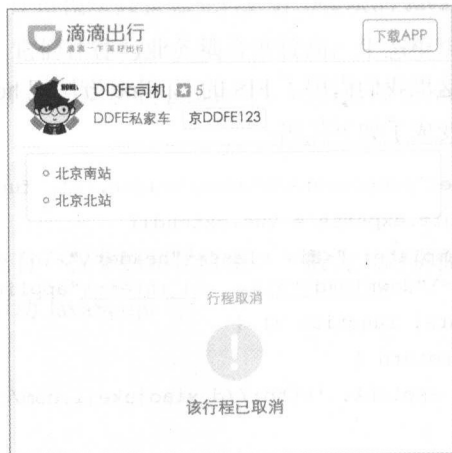 滴滴出行
滴滴一下 美好出行
下载APP
DDFE司机 5
DDFE私家车 京DDFE123
北京南站
北京北站
行程取消
该行程已取消